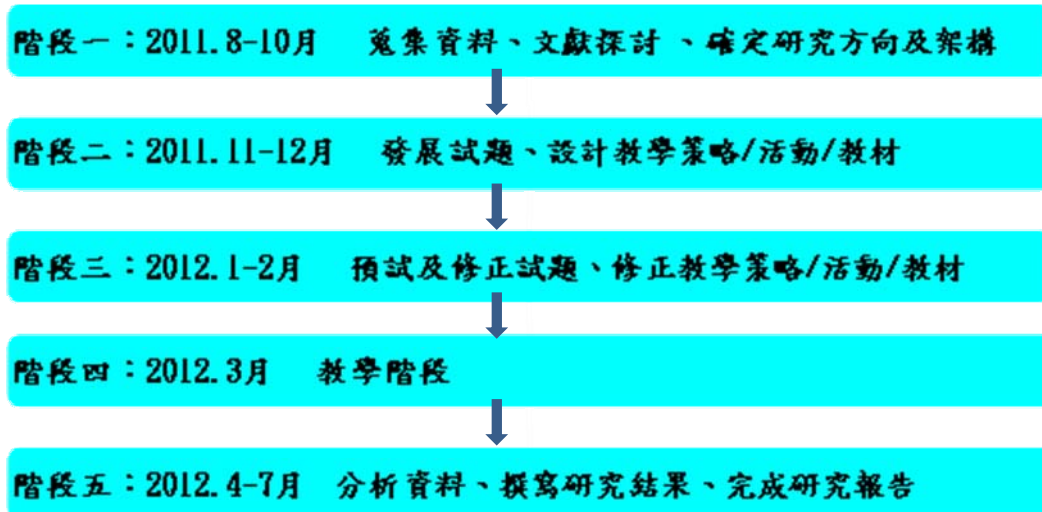 階段一：2011.8-10月 蒐集資料、文獻探討、確定研究方向及架構
階段二：2011.11-12月 發展試題、設計教學策略/活動/教材
階段三：2012.1-2月 預試及修正試題、修正教學策略/活動/教材
階段四：2012.3月 教學階段
階段五：2012.4-7月 分析資料、撰寫研究結果、完成研究報告